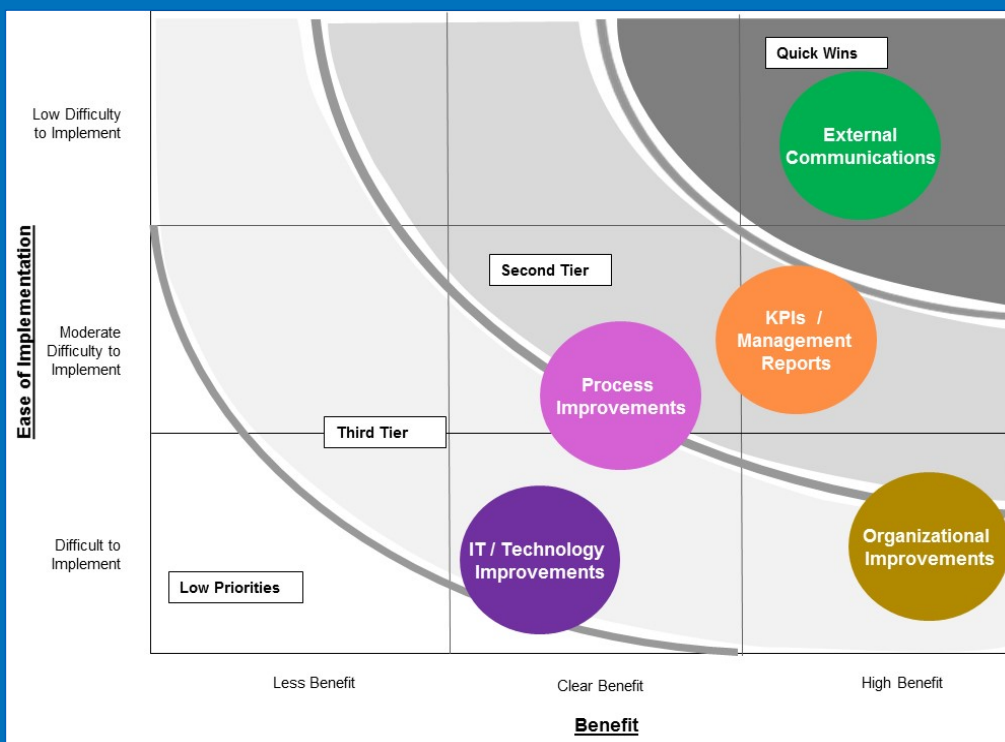 Quick Wins
Low Difficulty
to Implement
External
Communications
Ease of Implementation
Second Tier
Moderate
Difficulty to
Implement
KPIs /
Management
Reports
Process
Improvements
Third Tier
Difficult to
Implement
IT / Technology
Improvements
Organizational
Improvements
Low Priorities
Less Benefit
Clear Benefit
High Benefit
Benefit